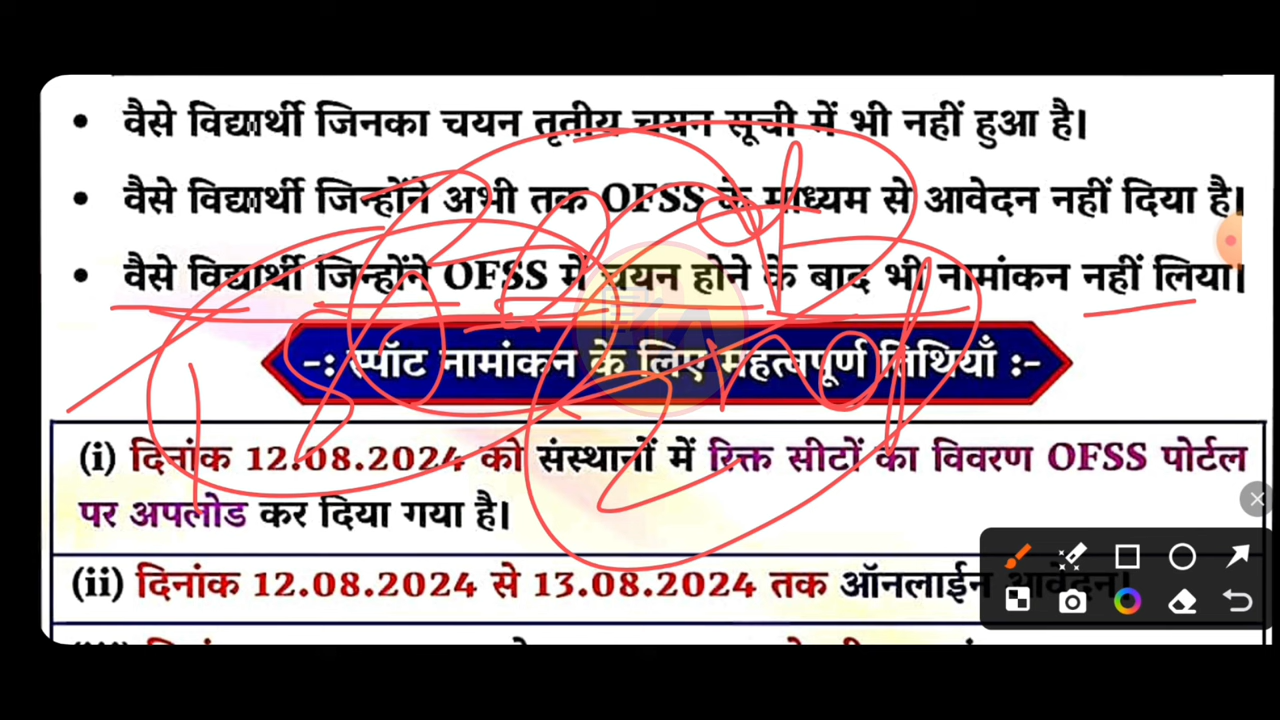 • वैसे विद्यार्थी जिनका चयन तृतीय चयन सूची में भी नहीं हुआ है।
• वैसे विद्यार्थी जिन्होंने अभी तक OFSS के माध्यम से आवेदन नहीं दिया है।
• वैसे विद्यार्थी जिन्होंने OFSS में चयन होने के बाद भी नामांकन नहीं लिया।
-: स्पॉट नामांकन के लिए महत्वपूर्ण तिथियाँ :-
(i) दिनांक 12.08.2024 को संस्थानों में रिक्त सीटों का विवरण OFSS पोर्टल
पर अपलोड कर दिया गया है।
(ii) दिनांक 12.08.2024 से 13.08.2024 तक ऑनलाईन आवेदन।